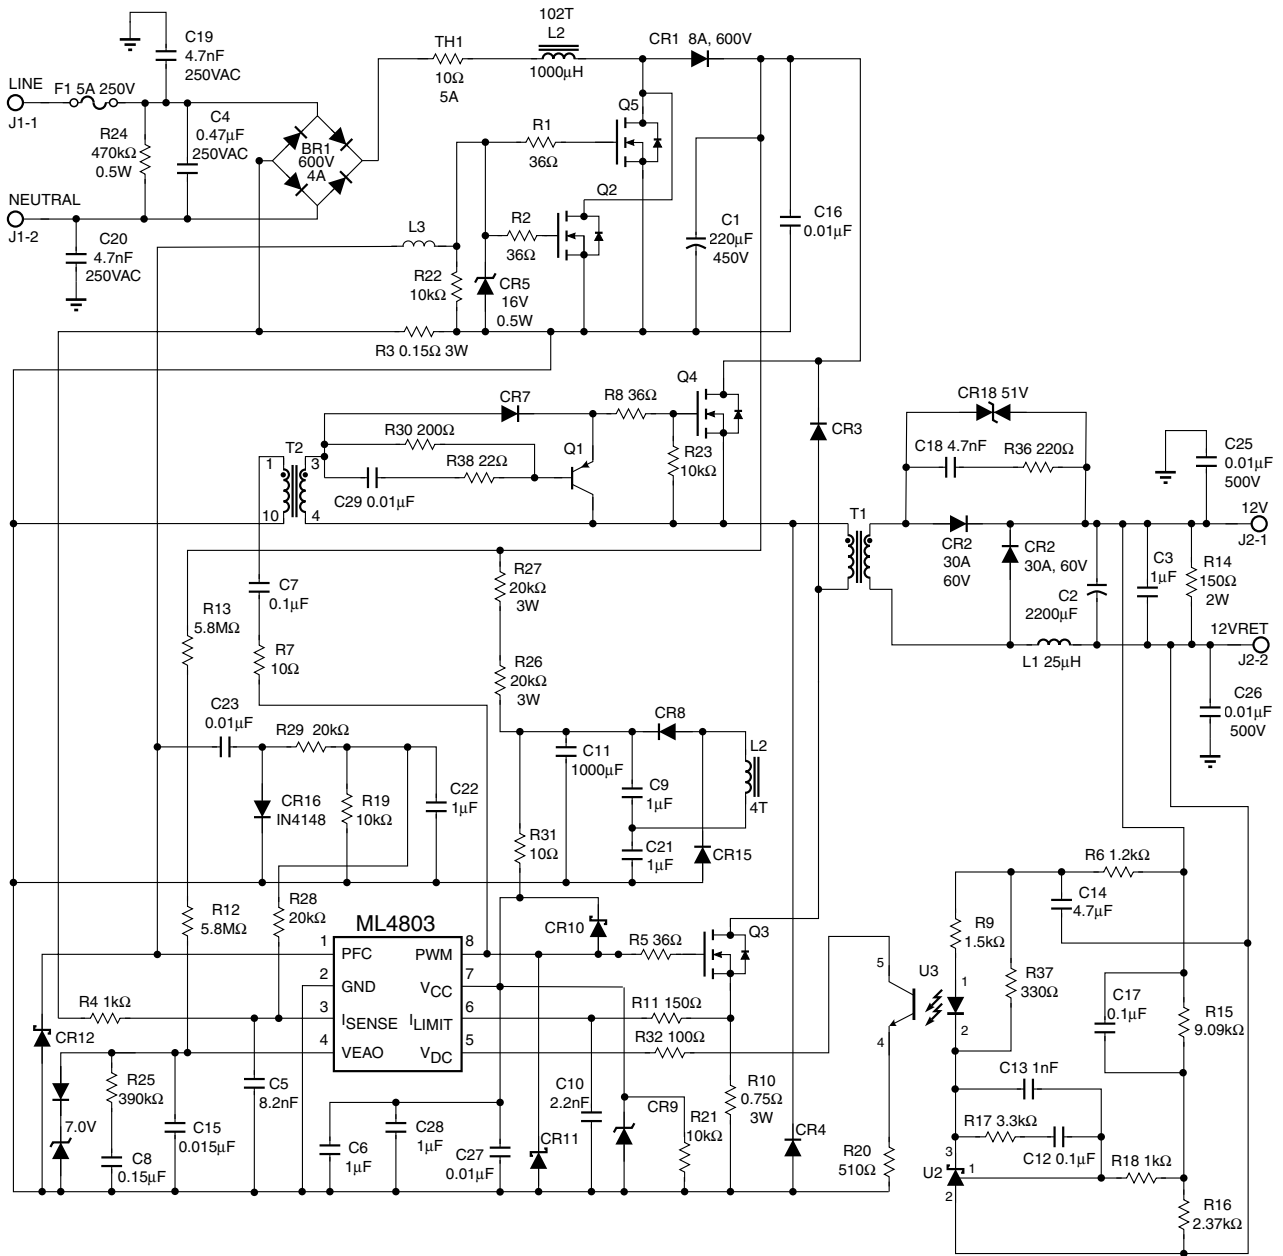 102T
L2
1000µH
CR1 8A, 600V
C19
4.7nF
250VAC
TH1
10Ω
5A
LINE
J1-1
F1 5A 250V
R24
470kΩ
0.5W
C4
0.47µF
250VAC
BR1
600V
4A
NEUTRAL
J1-2
C20
4.7nF
250VAC
Q5
R1
36Ω
Q2
R2
36Ω
L3
R22
10kΩ
CR5
16V
0.5W
C1
220µF
450V
C16
0.01µF
R3 0.15Ω 3W
CR7
R8 36Ω
Q4
CR3
R30 200Ω
R38 22Ω
Q1
R23
10kΩ
C29 0.01µF
T2
1
3
10
4
CR18 51V
C18 4.7nF
R36 220Ω
C25
0.01µF
500V
12V
J2-1
T1
CR2
30A
60V
CR2
30A, 60V
C2
2200µF
C3
1µF
R14
150Ω
2W
12VRET
J2-2
L1 25µH
C26
0.01µF
500V
R27
20kΩ
3W
C7
0.1µF
R13
5.8MΩ
R7
10Ω
R26
20kΩ
3W
C23
0.01µF
R29 20kΩ
CR8
C11
1000µF
L2
4T
C9
1µF
C22
1µF
CR16
IN4148
R19
10kΩ
R31
10Ω
C21
1µF
CR15
R12
5.8MΩ
R28
20kΩ
ML4803
CR10
R5 36Ω
Q3
1
PFC
PWM
8
2
GND
VCC
7
3
ISENSE
ILIMIT
6
4
VEAO
VDC
5
R4 1kΩ
CR12
R11 150Ω
R32 100Ω
R25
390kΩ
C5
8.2nF
7.0V
C15
0.015µF
C8
0.15µF
C6
1µF
C28
1µF
C27
0.01µF
CR11
C10
2.2nF
CR9
R21
10kΩ
R10
0.75Ω
3W
CR4
R20
510Ω
5
U3
4
1
2
R6 1.2kΩ
C14
4.7µF
R9
1.5kΩ
R37
330Ω
C17
0.1µF
R15
9.09kΩ
C13 1nF
R17 3.3kΩ
C12 0.1µF
3
U2
1
2
R18 1kΩ
R16
2.37kΩ